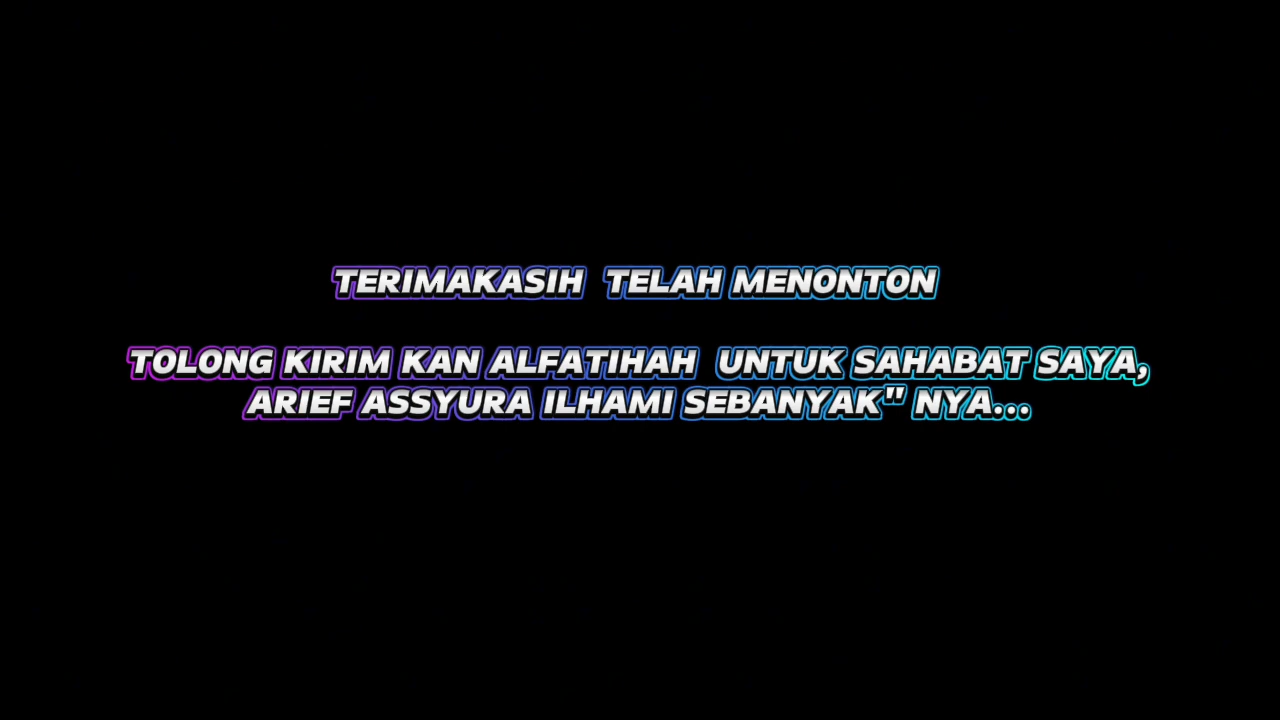 TERIMAKASIH TELAH MENONTON
TOLONG KIRIM KAN ALFATIHAH UNTUK SAHABAT SAYA,
ARIEF ASSYURA ILHAMI SEBANYAK" NYA...